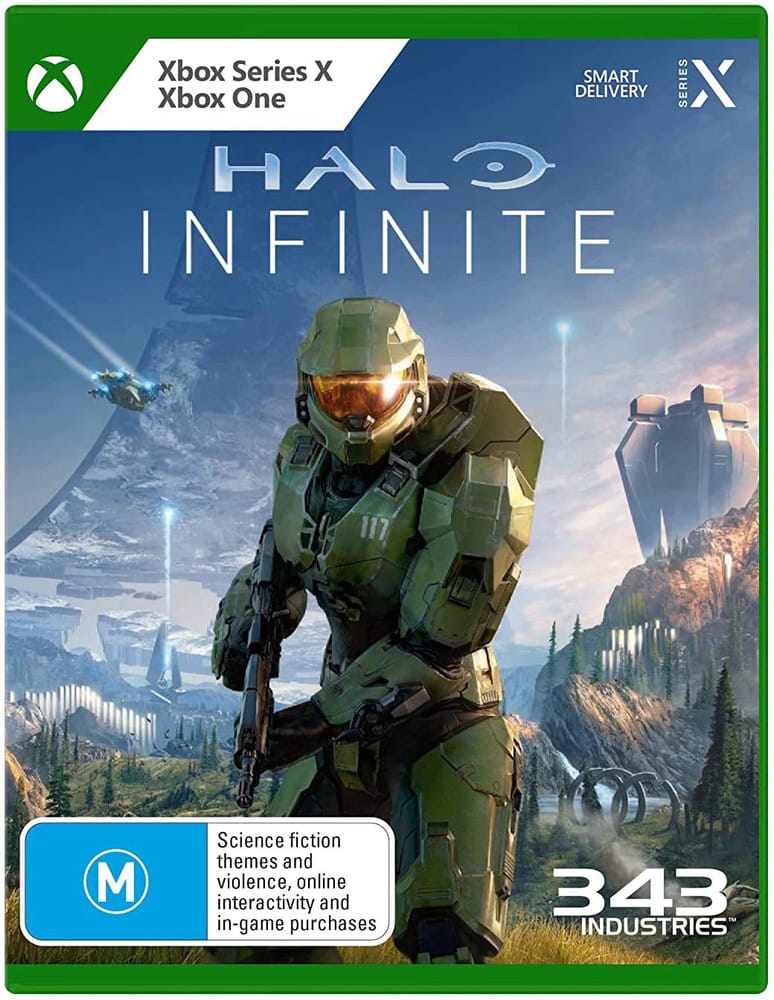 Xbox Series X
Xbox One
SMART
DELIVERY
SERIES X
HALO
INFINITE
117
M
Science fiction
themes and
violence, online
interactivity and
in-game purchases
343
INDUSTRIES™